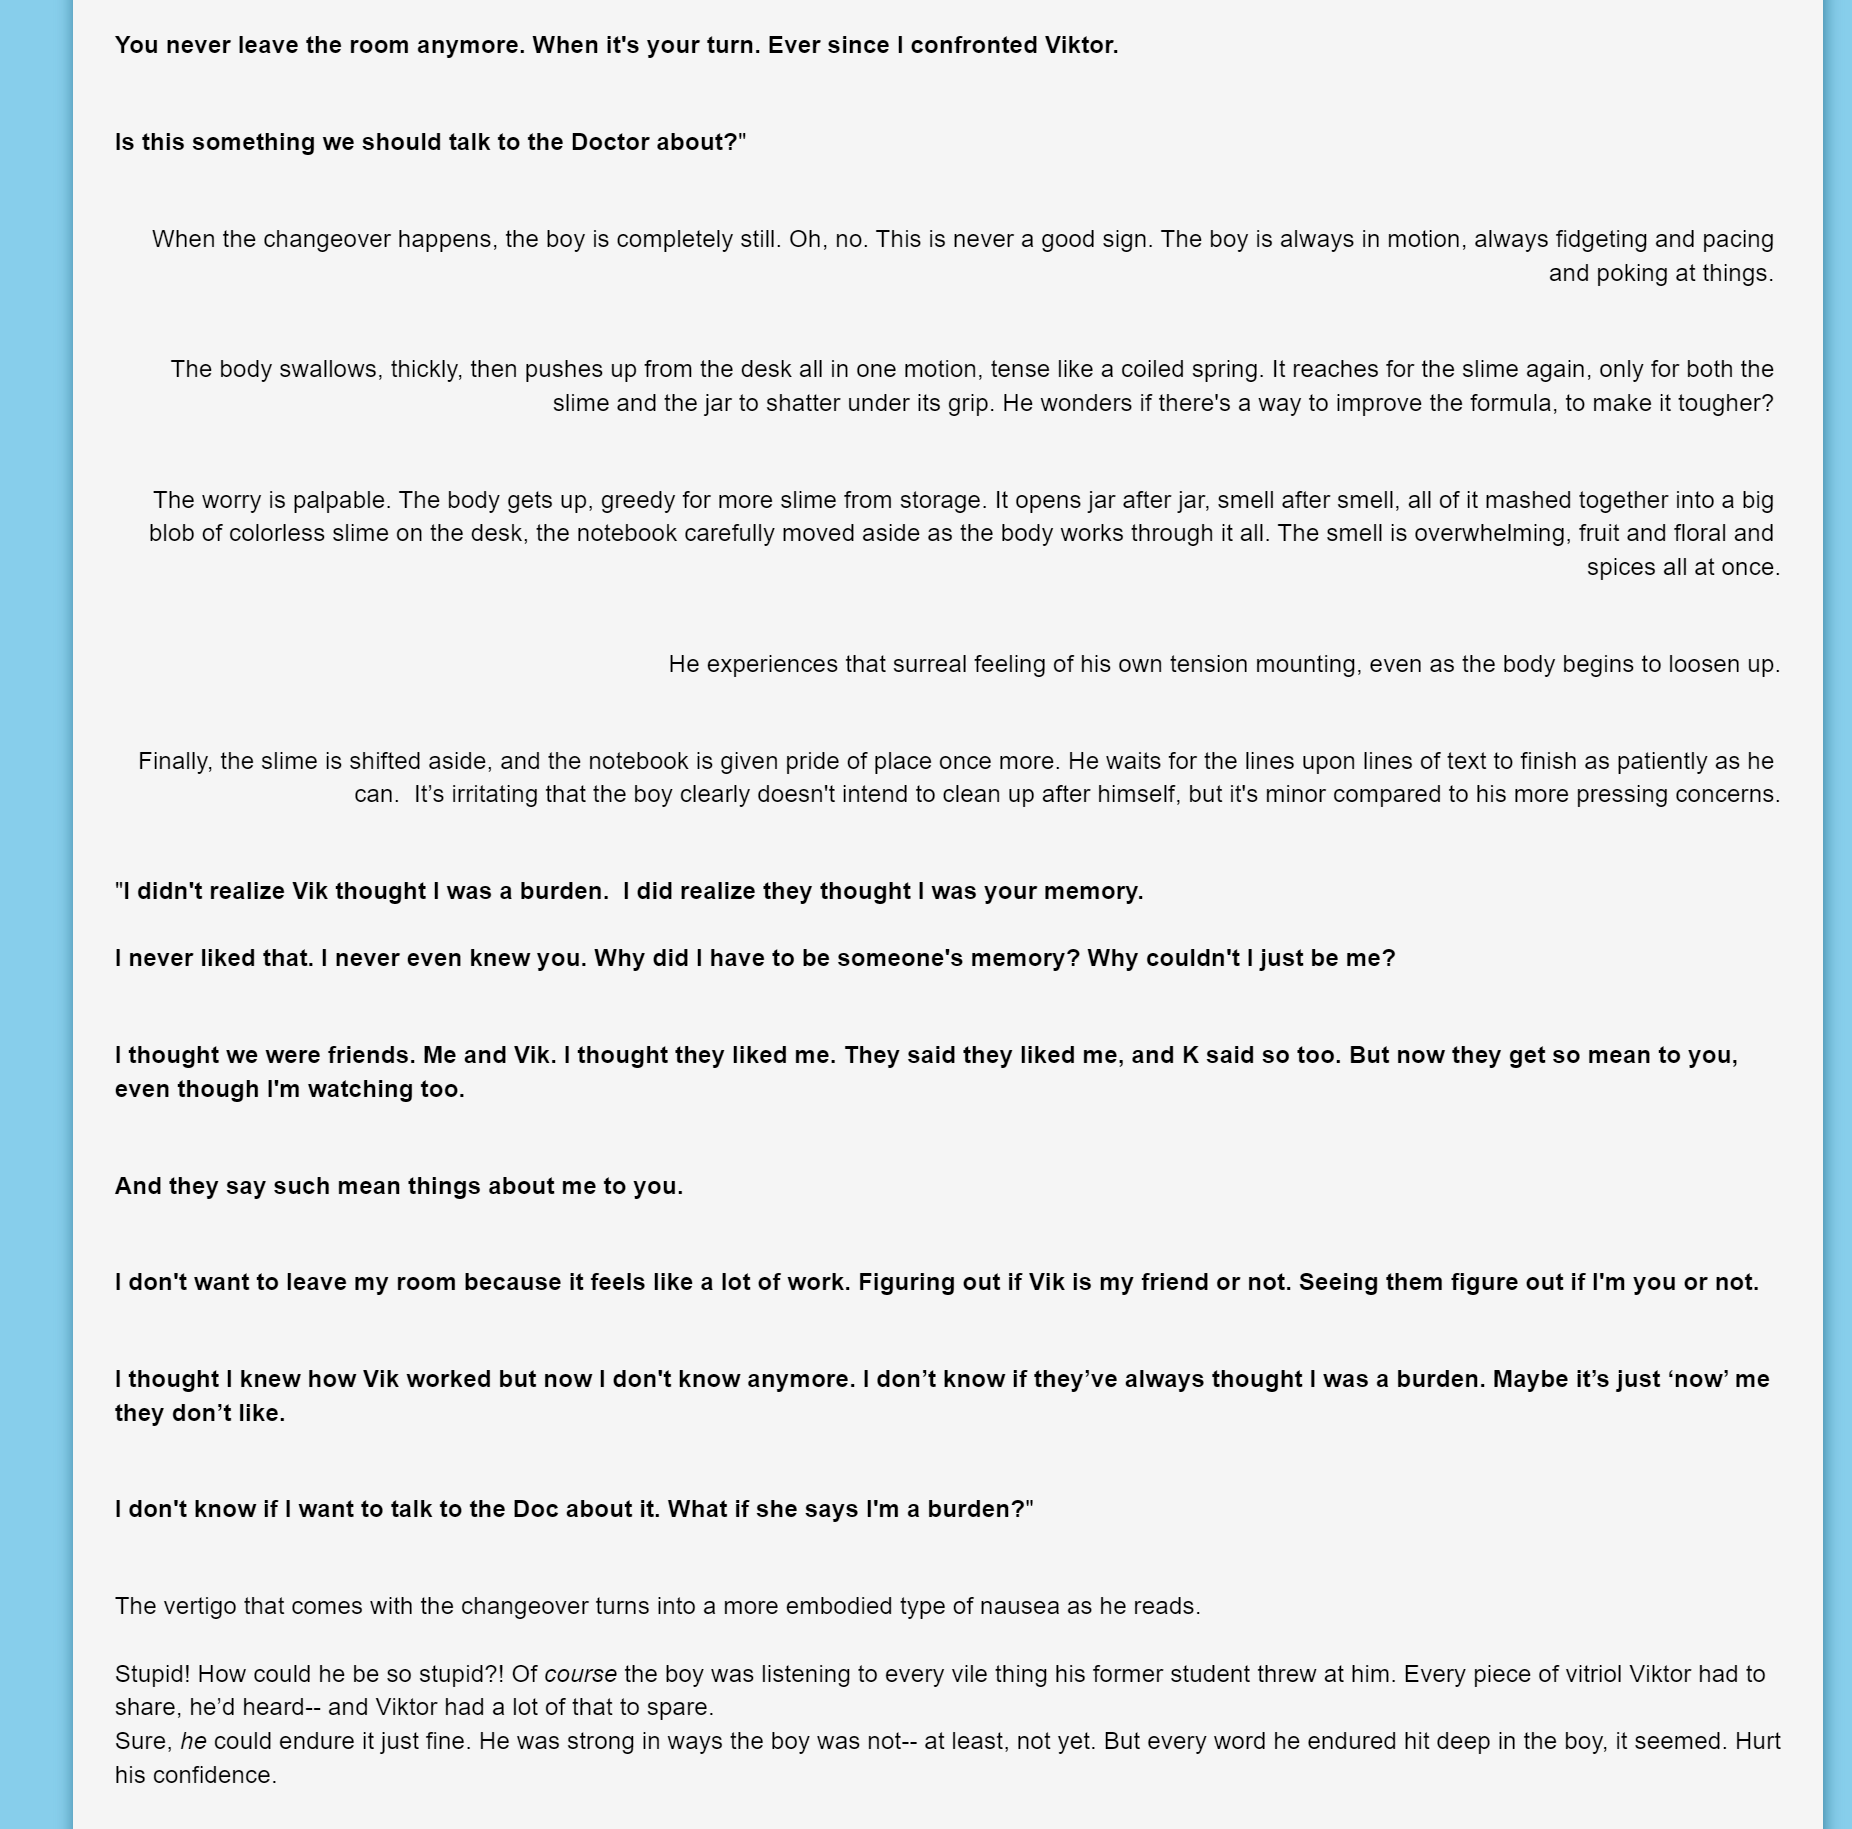 You never leave the room anymore. When it's your turn. Ever since I confronted Viktor.
Is this something we should talk to the Doctor about?"
When the changeover happens, the boy is completely still. Oh, no. This is never a good sign. The boy is always in motion, always fidgeting and pacing
and poking at things.
The body swallows, thickly, then pushes up from the desk all in one motion, tense like a coiled spring. It reaches for the slime again, only for both the
slime and the jar to shatter under its grip. He wonders if there's a way to improve the formula, to make it tougher?
The worry is palpable. The body gets up, greedy for more slime from storage. It opens jar after jar, smell after smell, all of it mashed together into a big
blob of colorless slime on the desk, the notebook carefully moved aside as the body works through it all. The smell is overwhelming, fruit and floral and
spices all at once.
He experiences that surreal feeling of his own tension mounting, even as the body begins to loosen up.
Finally, the slime is shifted aside, and the notebook is given pride of place once more. He waits for the lines upon lines of text to finish as patiently as he
can.  It’s irritating that the boy clearly doesn't intend to clean up after himself, but it's minor compared to his more pressing concerns.
"I didn't realize Vik thought I was a burden.  I did realize they thought I was your memory.
I never liked that. I never even knew you. Why did I have to be someone's memory? Why couldn't I just be me?
I thought we were friends. Me and Vik. I thought they liked me. They said they liked me, and K said so too. But now they get so mean to you,
even though I'm watching too.
And they say such mean things about me to you.
I don't want to leave my room because it feels like a lot of work. Figuring out if Vik is my friend or not. Seeing them figure out if I'm you or not.
I thought I knew how Vik worked but now I don't know anymore. I don’t know if they’ve always thought I was a burden. Maybe it’s just ‘now’ me
they don’t like.
I don't know if I want to talk to the Doc about it. What if she says I'm a burden?"
The vertigo that comes with the changeover turns into a more embodied type of nausea as he reads.
Stupid! How could he be so stupid?! Of course the boy was listening to every vile thing his former student threw at him. Every piece of vitriol Viktor had to
share, he’d heard-- and Viktor had a lot of that to spare.
Sure, he could endure it just fine. He was strong in ways the boy was not-- at least, not yet. But every word he endured hit deep in the boy, it seemed. Hurt
his confidence.